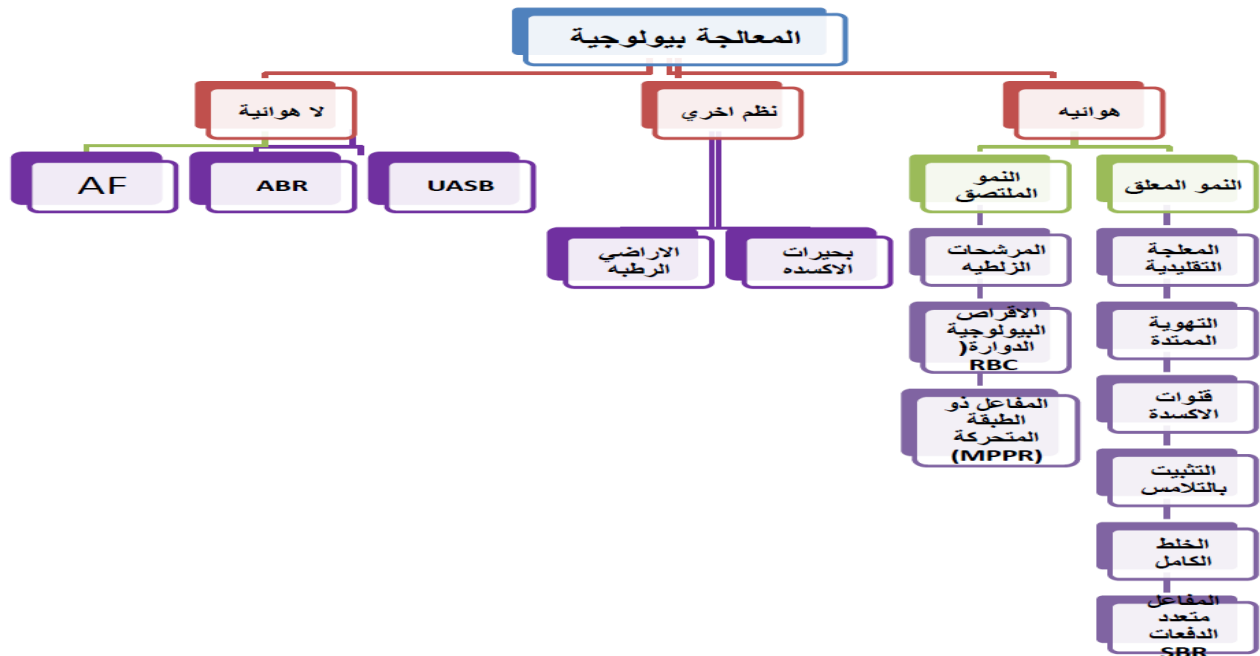 المعالجة بيولوجية
هوائيه
نظم اخري
لا هوائية
النمو المعلق
النمو
الملتصق
UASB
ABR
AF
المعلجة
التقليدية
التهوية
الممتدة
قنوات
الاكسدة
التثبيت
بالتلامس
الخلط
الكامل
المفاعل
متعدد
الدفعات
SBR
المرشحات
الزلطيه
الاقراص
البيولوجية
الدوارة(
RBC
المفاعل ذو
الطبقة
المتحركة
(MPPR)
بحيرات
الاكسده
الاراضي
الرطبه